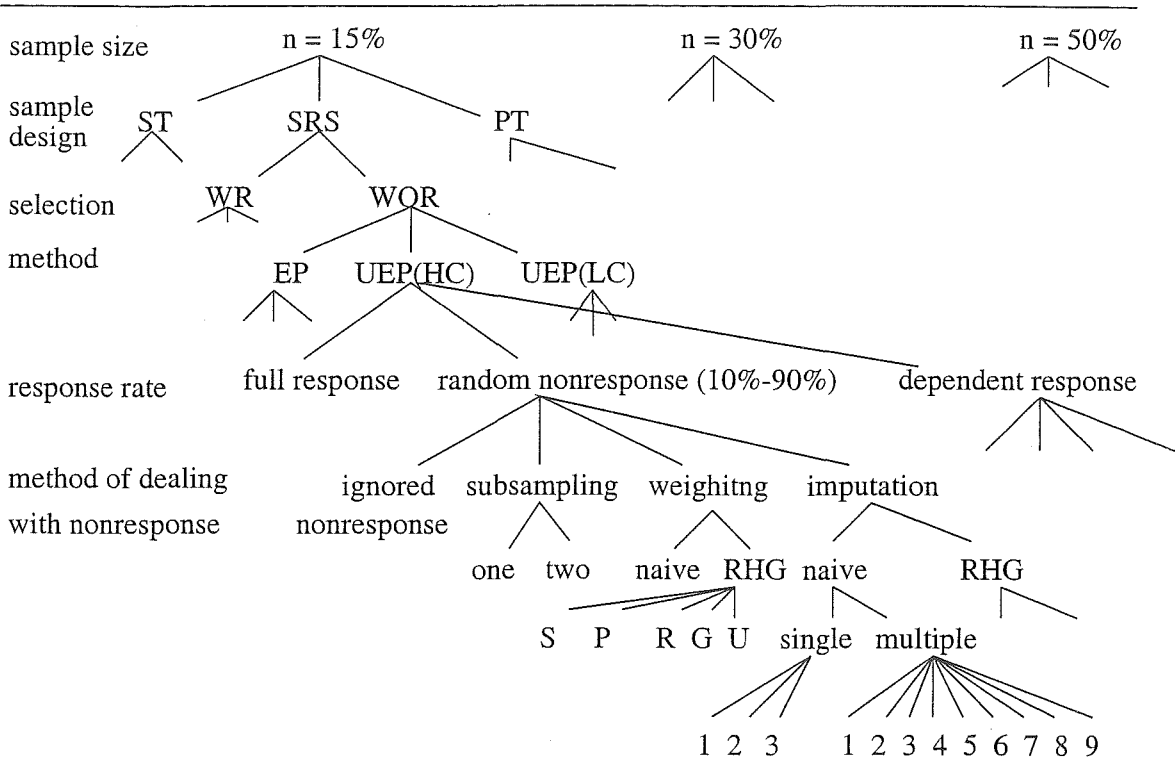 sample size n = 15% n = 30% n = 50%
sample design ST SRS PT
selection WR WOR
method EP UEP(HC) UEP(LC)
response rate full response random nonresponse (10%-90%) dependent response
method of dealing ignored subsampling weighitng imputation
with nonresponse nonresponse
one two naive RHG naive RHG
S P R G U single multiple
1 2 3 1 2 3 4 5 6 7 8 9